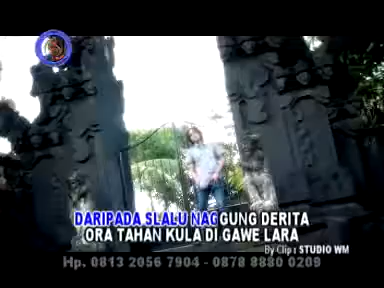 DARIPADA SLALU NAGGUNG DERITA
ORA TAHAN KULA DI GAWE LARA
By Clip : STUDIO WM
Hp. 0813 2056 7904 - 0878 8880 0209